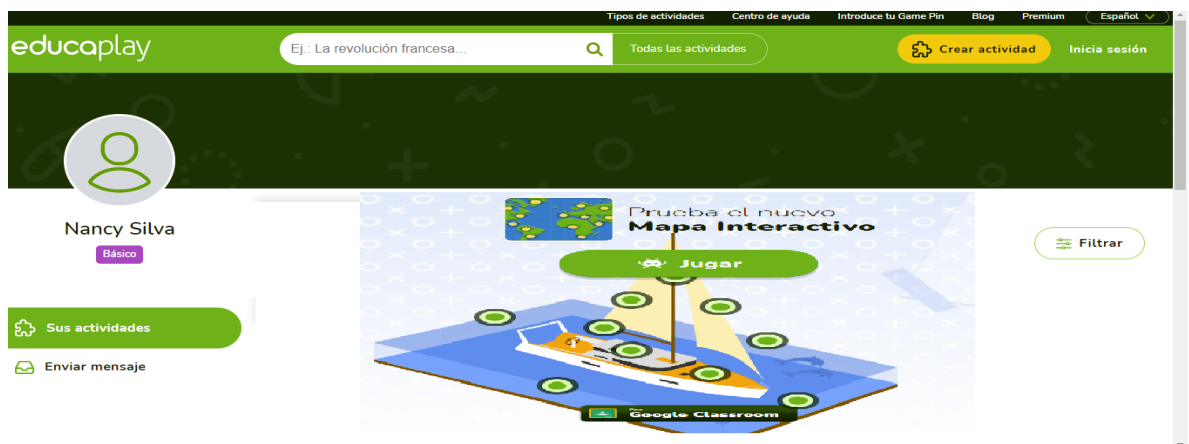 Tipos de actividades Centro de ayuda Introduce tu Game Pin Blog Premium Español
educaplay Ej.: La revolución francesa... Todas las actividades Crear actividad Inicia sesión
Nancy Silva
Básico
Sus actividades
Enviar mensaje
Prueba el nuevo
Mapa Interactivo
Jugar
Para
Google Classroom
Filtrar